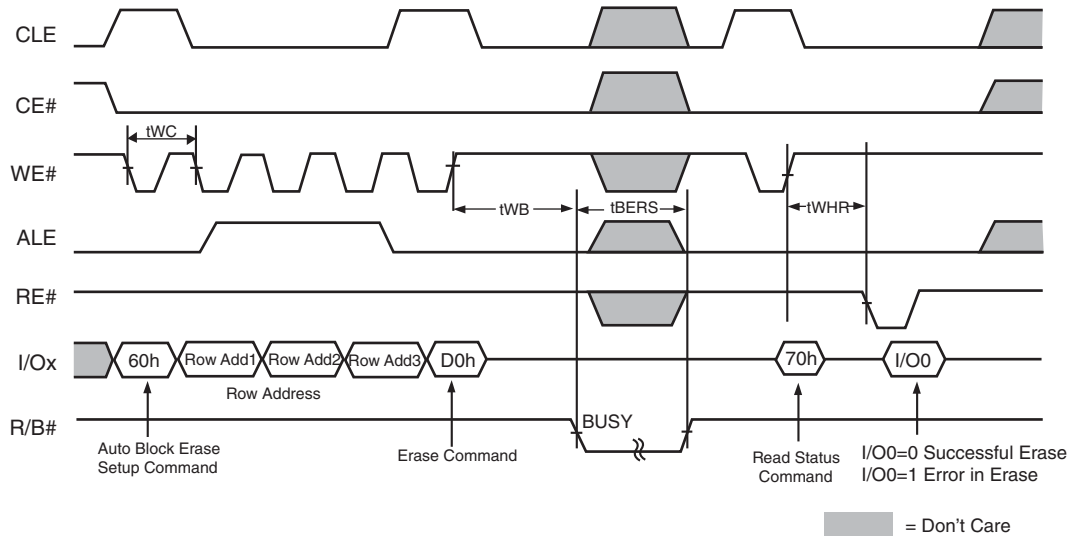 CLE
CE#
tWC
WE#
tWB
tBERS
tWHR
ALE
RE#
I/Ox
60h
Row Add1
Row Add2
Row Add3
D0h
70h
I/O0
Row Address
R/B#
BUSY
Auto Block Erase
Setup Command
Erase Command
Read Status
Command
I/O0=0 Successful Erase
I/O0=1 Error in Erase
= Don't Care